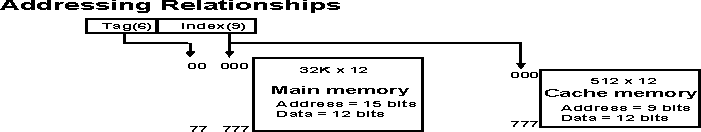 Addressing Relationships
Tag(6) Index(9)
00 000
32K x 12
Main memory
Address = 15 bits
Data = 12 bits
77 777
000
512 x 12
Cache memory
Address = 9 bits
Data = 12 bits
777